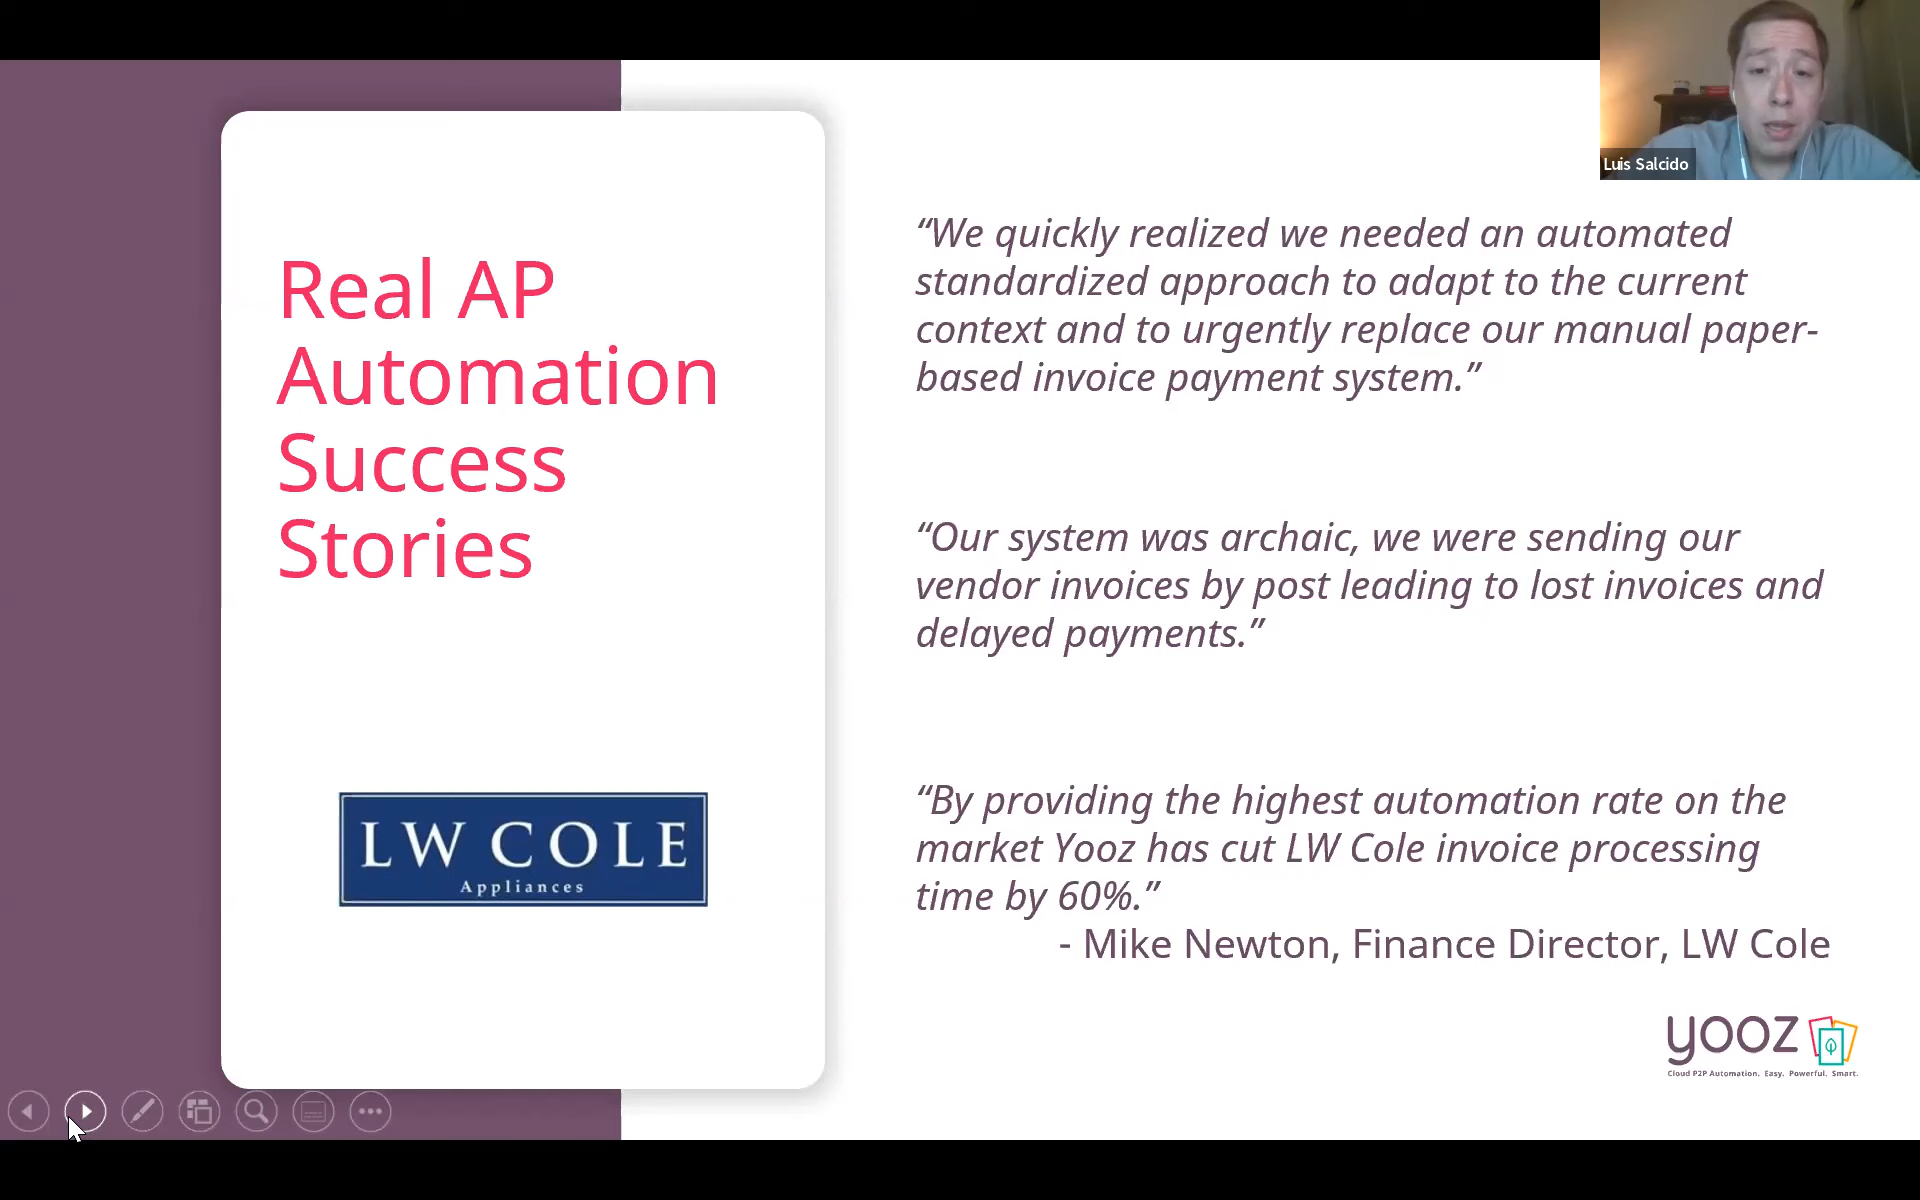 Luis Salcido
Real AP
Automation
Success
Stories
LW COLE
Appliances
“We quickly realized we needed an automated
standardized approach to adapt to the current
context and to urgently replace our manual paper-
based invoice payment system.”
“Our system was archaic, we were sending our
vendor invoices by post leading to lost invoices and
delayed payments.”
“By providing the highest automation rate on the
market Yooz has cut LW Cole invoice processing
time by 60%.”
- Mike Newton, Finance Director, LW Cole
yooz
Cloud P2P Automation. Easy. Powerful. Smart.